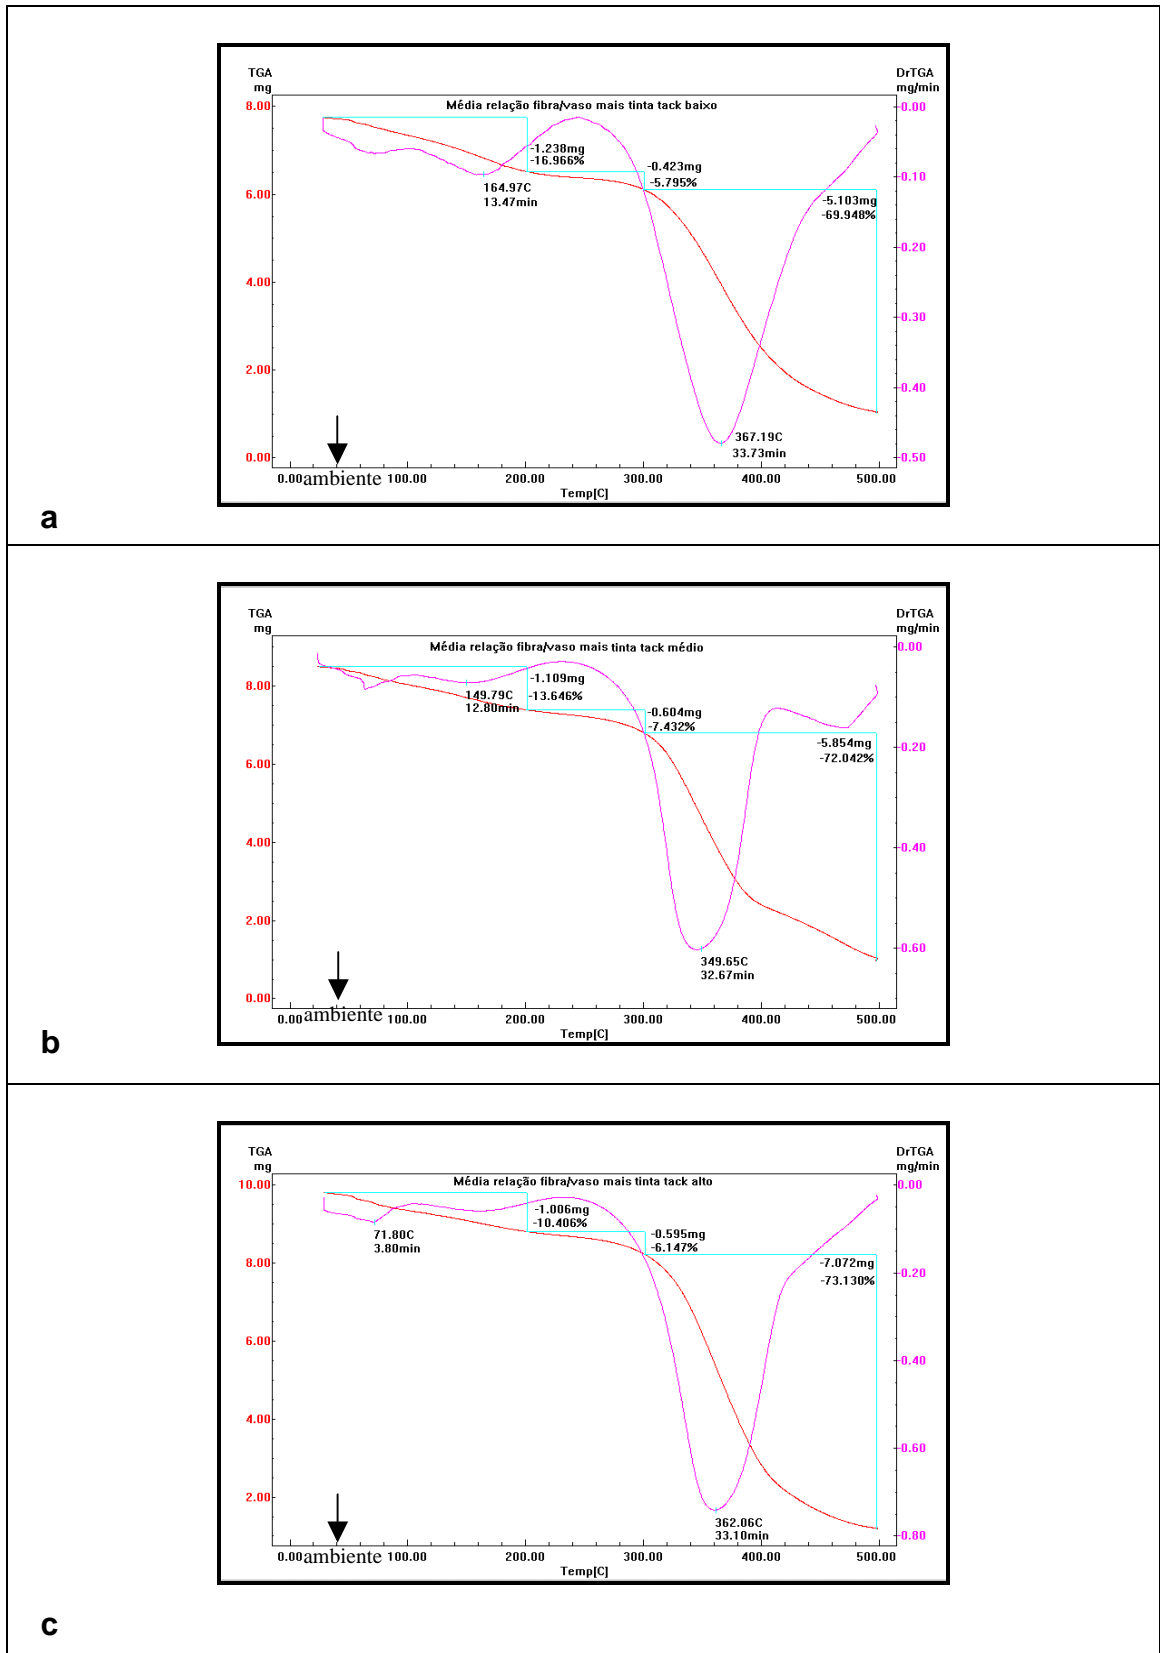 TGA
mg
DrTGA
mg/min
Média relação fibra/vaso mais tinta tack baixo
8.00
6.00
4.00
2.00
0.00
0.00
0.10
0.20
0.30
0.40
0.50
-1.238mg
-16.966%
-0.423mg
-5.795%
-5.103mg
-69.948%
164.97C
13.47min
367.19C
33.73min
0.00
ambiente
100.00
200.00
300.00
400.00
500.00
Temp[C]
a
TGA
mg
DrTGA
mg/min
Média relação fibra/vaso mais tinta tack médio
8.00
6.00
4.00
2.00
0.00
0.00
0.20
0.40
0.60
-1.109mg
-13.646%
-0.604mg
-7.432%
-5.854mg
-72.042%
149.79C
12.80min
349.65C
32.67min
0.00
ambiente
100.00
200.00
300.00
400.00
500.00
Temp[C]
b
TGA
mg
DrTGA
mg/min
Média relação fibra/vaso mais tinta tack alto
10.00
8.00
6.00
4.00
2.00
0.00
0.20
0.40
0.60
0.80
-1.006mg
-10.406%
-0.595mg
-6.147%
-7.072mg
-73.130%
71.80C
3.80min
362.06C
33.10min
0.00
ambiente
100.00
200.00
300.00
400.00
500.00
Temp[C]
c